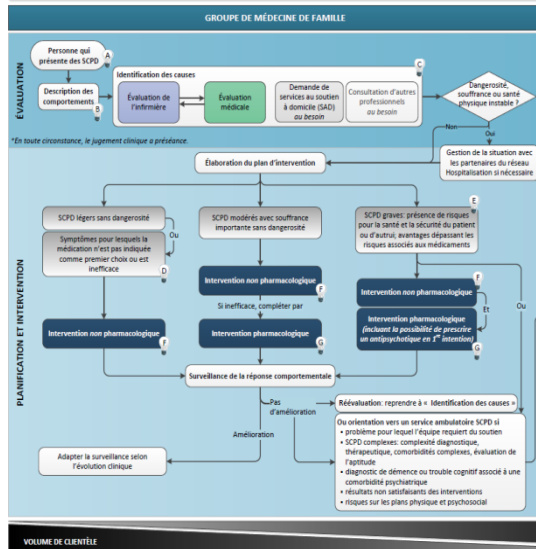 GROUPE DE MÉDECINE DE FAMILLE
ÉVALUATION
Personne qui
présente des SCPD
A
Description des
comportements
B
Identification des causes
C
Évaluation de
l'infirmière
Évaluation
médicale
Demande de
services au soutien
à domicile (SAD)
au besoin
Consultation d'autres
professionnels
au besoin
Dangerosité,
souffrance ou santé
physique instable ?
Non
Oui
*En toute circonstance, le jugement clinique a préséance.
Gestion de la situation avec
les partenaires du réseau
Hospitalisation si nécessaire
PLANIFICATION ET INTERVENTION
Élaboration du plan d'intervention
SCPD légers sans dangerosité
Ou
Symptômes pour lesquels la
médication n'est pas indiquée
comme premier choix ou est
inefficace
D
Intervention non pharmacologique
F
SCPD modérés avec souffrance
importante sans dangerosité
Intervention non pharmacologique
F
Si inefficace, compléter par
Intervention pharmacologique
G
E
SCPD graves: présence de risques
pour la santé et la sécurité du patient
ou d'autrui; avantages dépassant les
risques associés aux médicaments
F
Intervention non pharmacologique
Et
Intervention pharmacologique
(incluant la possibilité de prescrire
un antipsychotique en 1re intention)
G
Ou
Surveillance de la réponse comportementale
Pas
d'amélioration
Amélioration
Réévaluation: reprendre à « Identification des causes »
Adapter la surveillance selon
l'évolution clinique
Ou orientation vers un service ambulatoire SCPD si
• problème pour lequel l'équipe requiert du soutien
• SCPD complexes: complexité diagnostique,
thérapeutique, comorbidités complexes, évaluation de
l'aptitude
• diagnostic de démence ou trouble cognitif associé à une
comorbidité psychiatrique
• résultats non satisfaisants des interventions
• risques sur les plans physique et psychosocial
VOLUME DE CLIENTÈLE